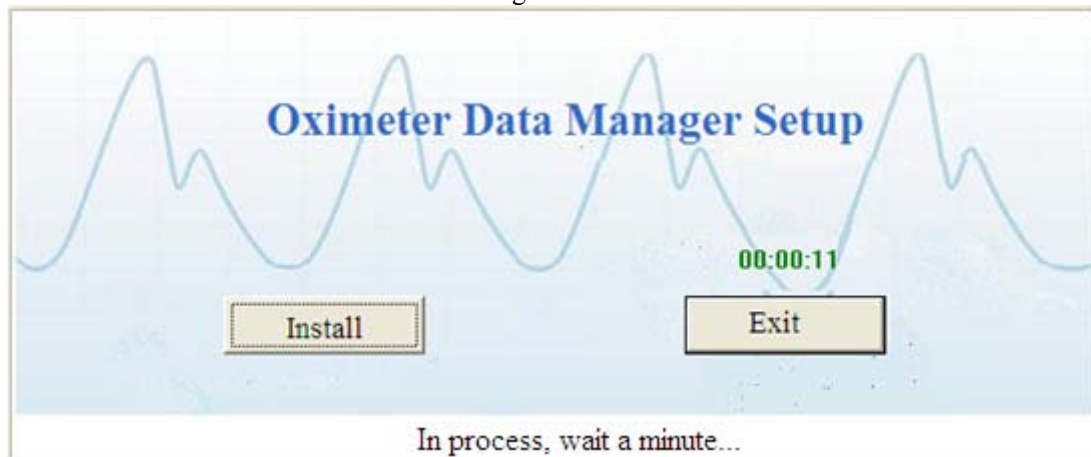 Oximeter Data Manager Setup
00:00:11
Install
Exit
In process, wait a minute...